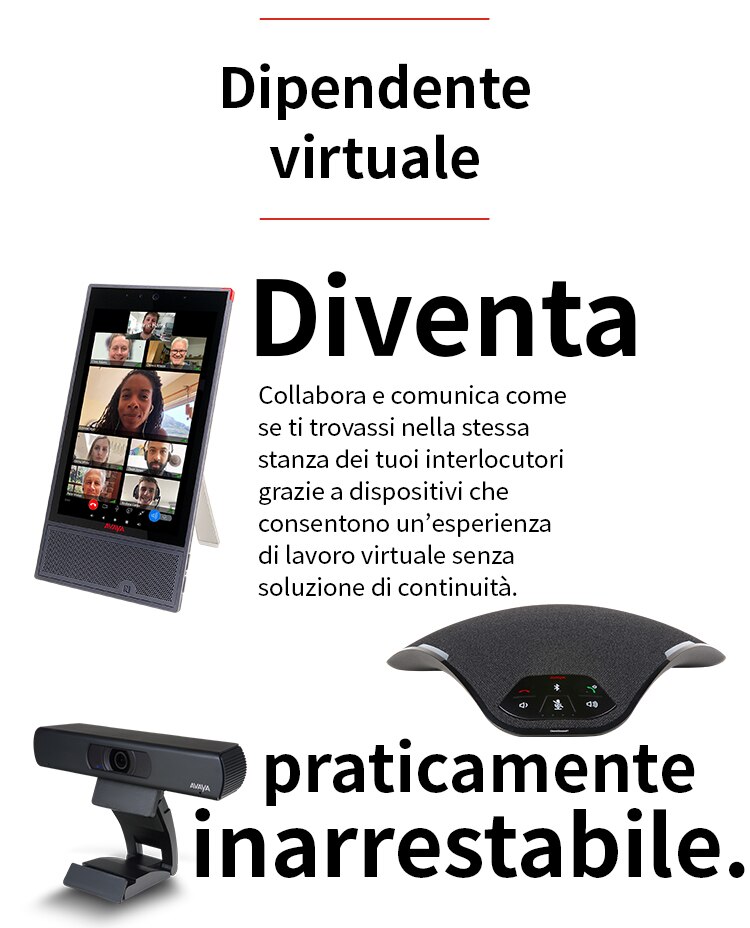 Dipendente
virtuale
Diventa
Collabora e comunica come
se ti trovassi nella stessa
stanza dei tuoi interlocutori
grazie a dispositivi che
consentono un'esperienza
di lavoro virtuale senza
soluzione di continuità.
AVAYA
AVAYA
praticamente
inarrestabile.